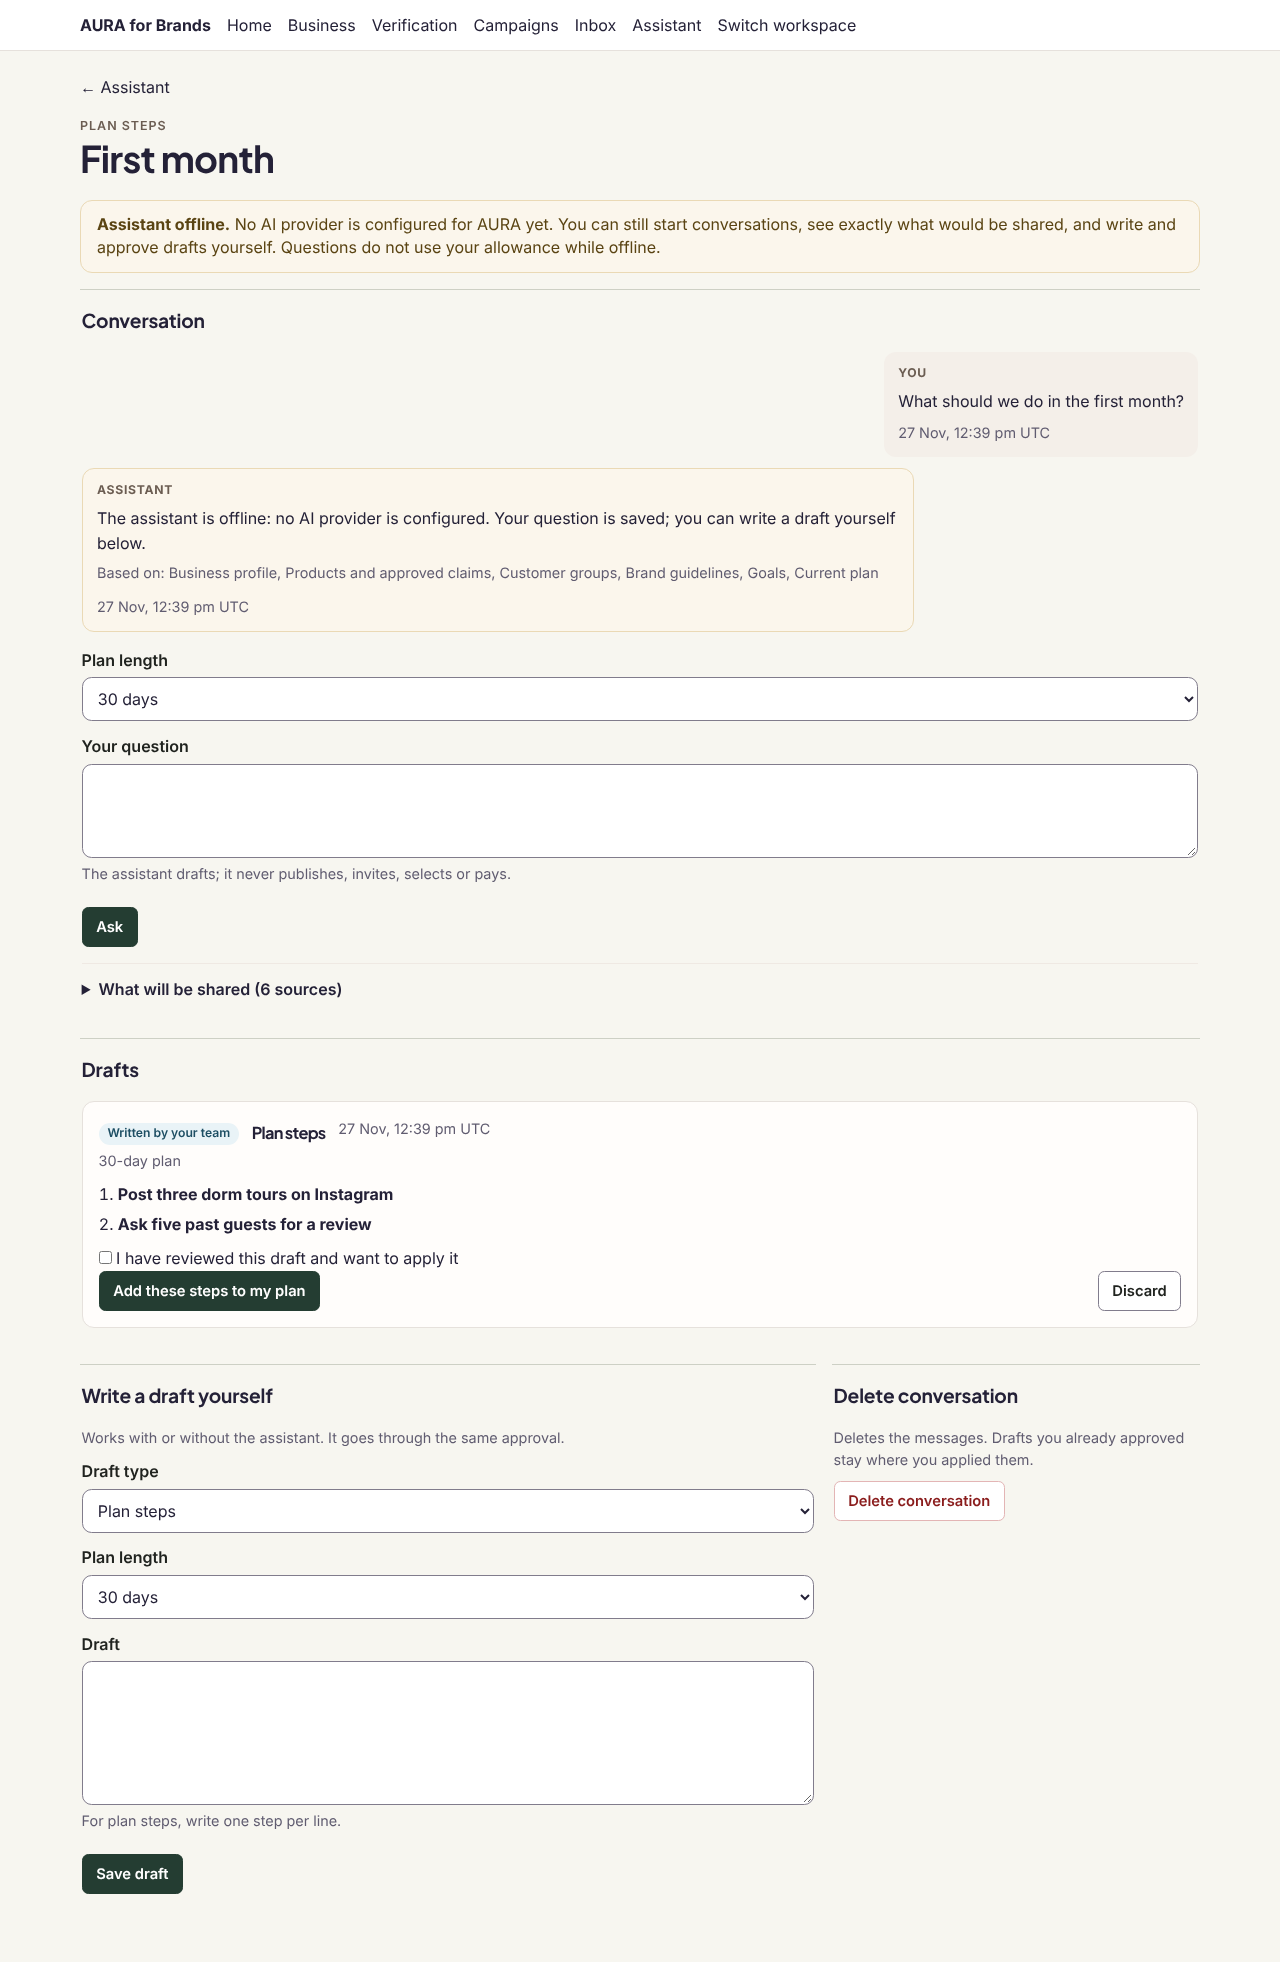 AURA for Brands Home Business Verification Campaigns Inbox Assistant Switch workspace
← Assistant
PLAN STEPS
First month
Assistant offline. No AI provider is configured for AURA yet. You can still start conversations, see exactly what would be shared, and write and
approve drafts yourself. Questions do not use your allowance while offline.
Conversation
YOU
What should we do in the first month?
27 Nov, 12:39 pm UTC
ASSISTANT
The assistant is offline: no AI provider is configured. Your question is saved; you can write a draft yourself
below.
Based on: Business profile, Products and approved claims, Customer groups, Brand guidelines, Goals, Current plan
27 Nov, 12:39 pm UTC
Plan length
30 days
Your question
The assistant drafts; it never publishes, invites, selects or pays.
Ask
▶ What will be shared (6 sources)
Drafts
Written by your team Plan steps 27 Nov, 12:39 pm UTC
30-day plan
1. Post three dorm tours on Instagram
2. Ask five past guests for a review
I have reviewed this draft and want to apply it
Add these steps to my plan Discard
Write a draft yourself
Works with or without the assistant. It goes through the same approval.
Draft type
Plan steps
Plan length
30 days
Draft
For plan steps, write one step per line.
Save draft
Delete conversation
Deletes the messages. Drafts you already approved
stay where you applied them.
Delete conversation